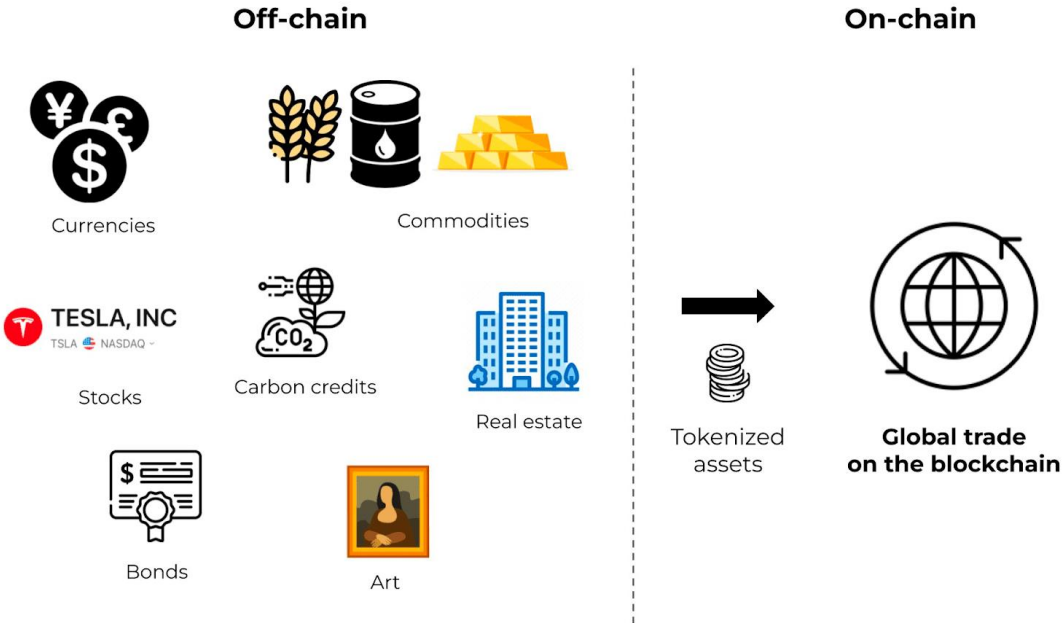 Off-chain
On-chain
¥
£
$
Currencies
Commodities
TESLA, INC
TSLA NASDAQ
CO₂
Stocks
Carbon credits
Real estate
Tokenized
assets
Global trade
on the blockchain
$
Bonds
Art